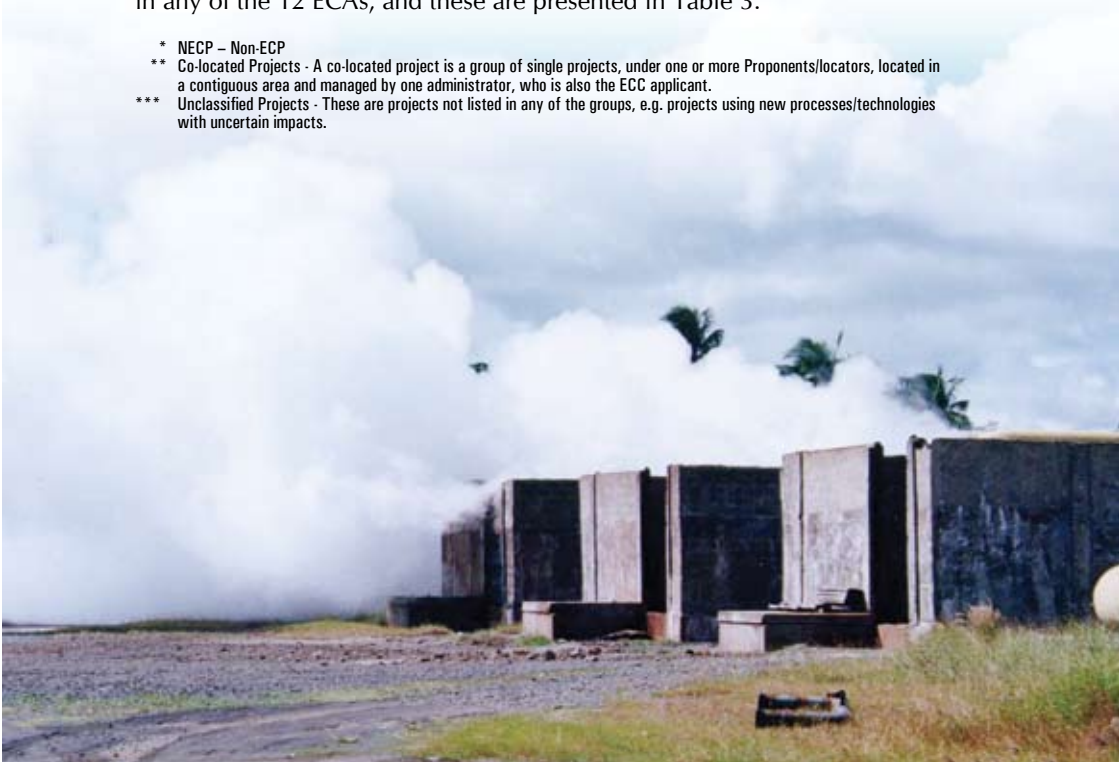 in any of the 12 ECAs, and these are presented in Table 3.
* NECP – Non-ECP
** Co-located Projects - A co-located project is a group of single projects, under one or more Proponents/locators, located in
a contiguous area and managed by one administrator, who is also the ECC applicant.
*** Unclassified Projects - These are projects not listed in any of the groups, e.g. projects using new processes/technologies
with uncertain impacts.